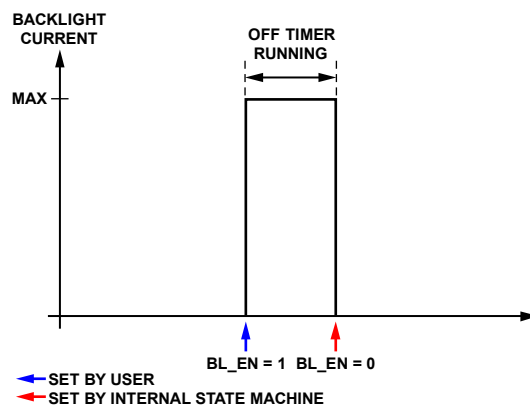 BACKLIGHT
CURRENT
OFF TIMER
RUNNING
MAX
BL_EN = 1 BL_EN = 0
SET BY USER
SET BY INTERNAL STATE MACHINE